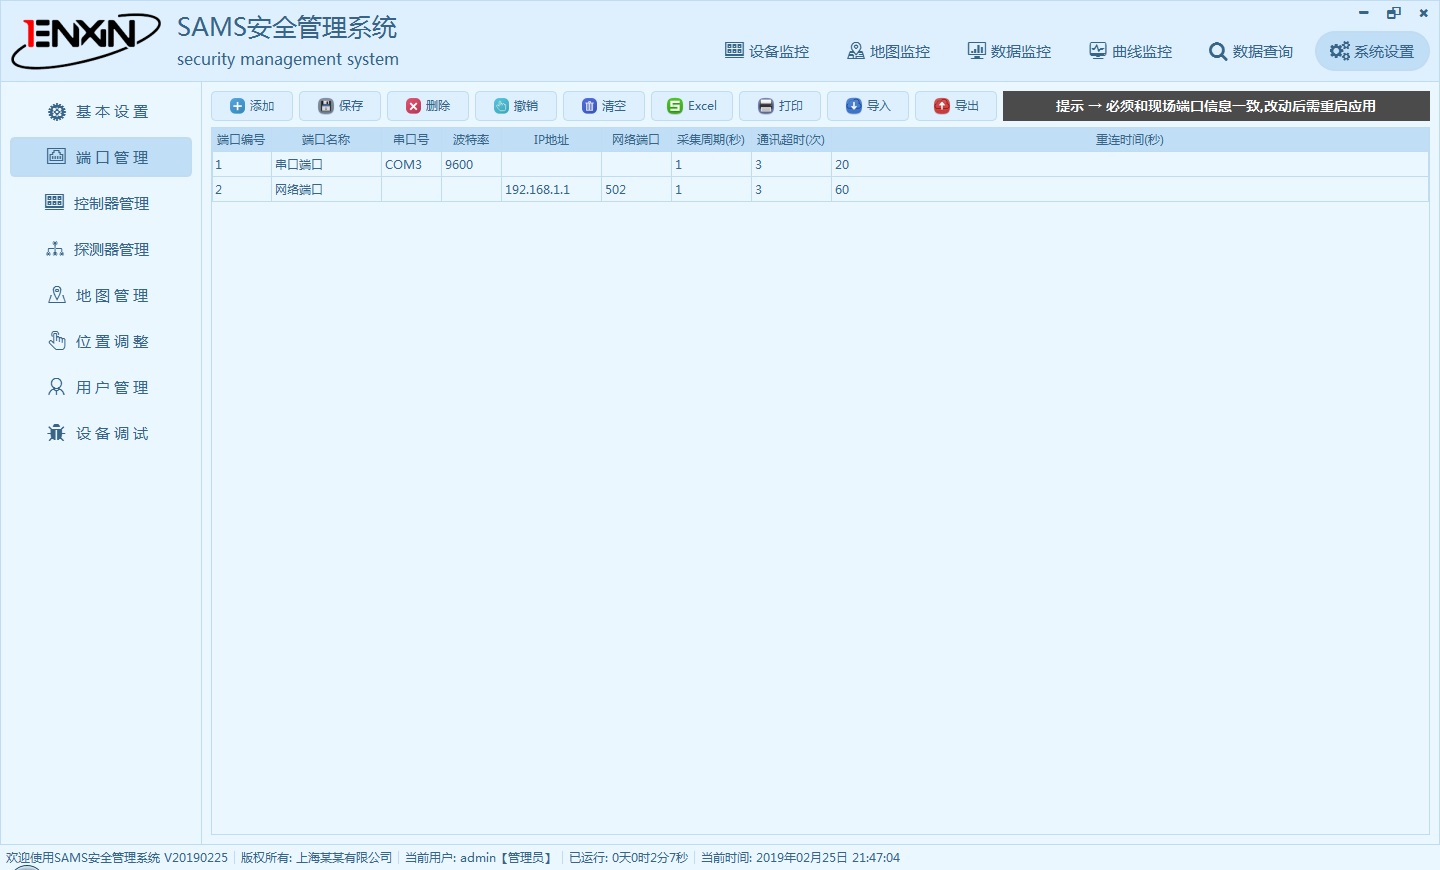 1ENXIN
SAMS安全管理系统
security management system
设备监控 地图监控 数据监控 曲线监控 数据查询 系统设置
基本设置
端口管理
控制器管理
探测器管理
地图管理
位置调整
用户管理
设备调试
添加 保存 删除 撤销 清空 Excel 打印 导入 导出 提示 → 必须和现场端口信息一致,改动后需重启应用
端口编号 端口名称 串口号 波特率 IP地址 网络端口 采集周期(秒) 通讯超时(次) 重连时间(秒)
1 串口端口 COM3 9600 1 3 20
2 网络端口 192.168.1.1 502 1 3 60
欢迎使用SAMS安全管理系统 V20190225 版权所有: 上海某某有限公司 当前用户: admin【管理员】 已运行: 0天0时2分7秒 当前时间: 2019年02月25日 21:47:04